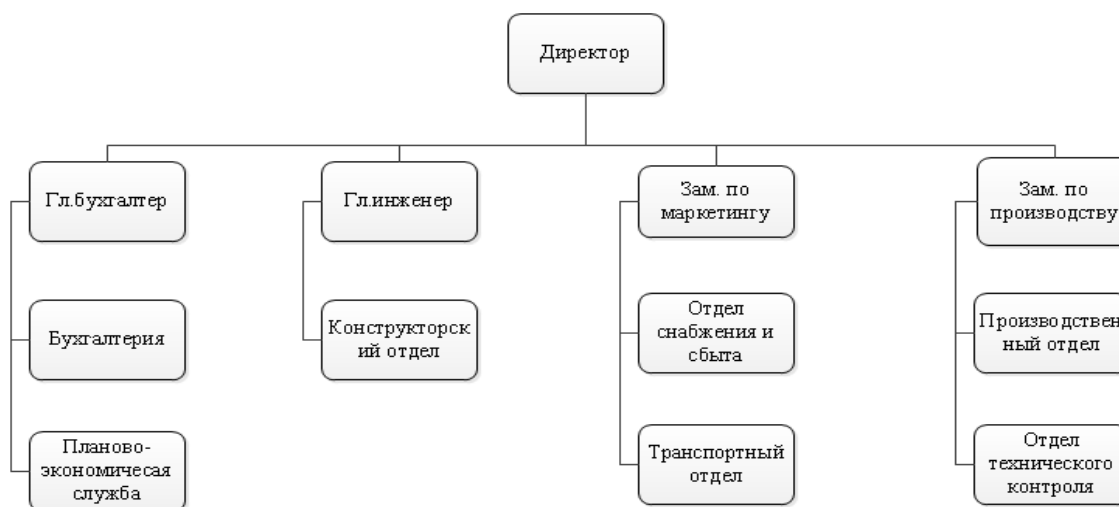 Директор
Гл.бухгалтер
Гл.инженер
Зам. по
маркетингу
Зам. по
производству
Бухгалтерия
Конструкторск
ий отдел
Отдел
снабжения и
сбыта
Производствен
ный отдел
Планово-
экономичесая
служба
Транспортный
отдел
Отдел
технического
контроля